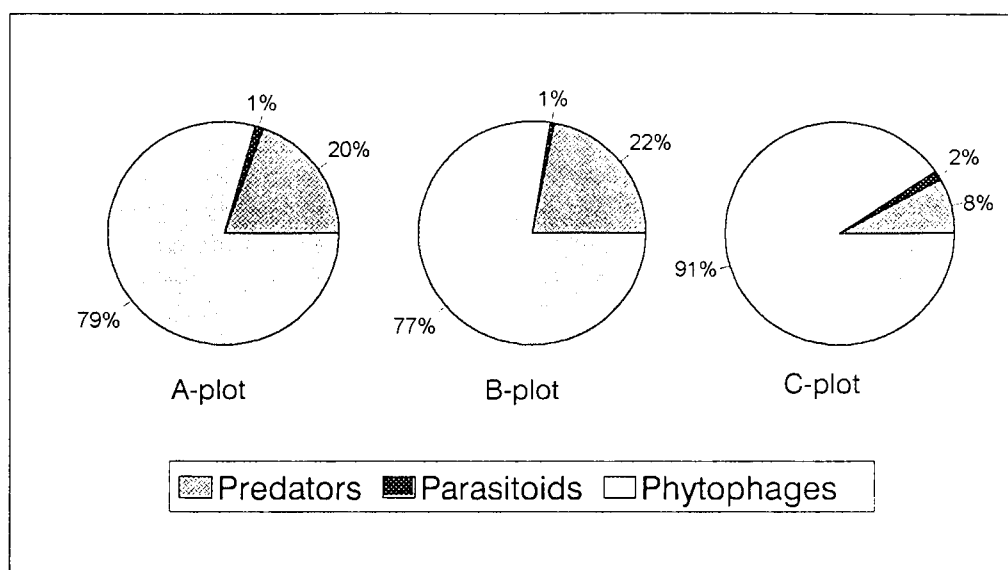 1%
20%
79%
A-plot
1%
22%
77%
B-plot
2%
8%
91%
C-plot
Predators Parasitoids Phytophages